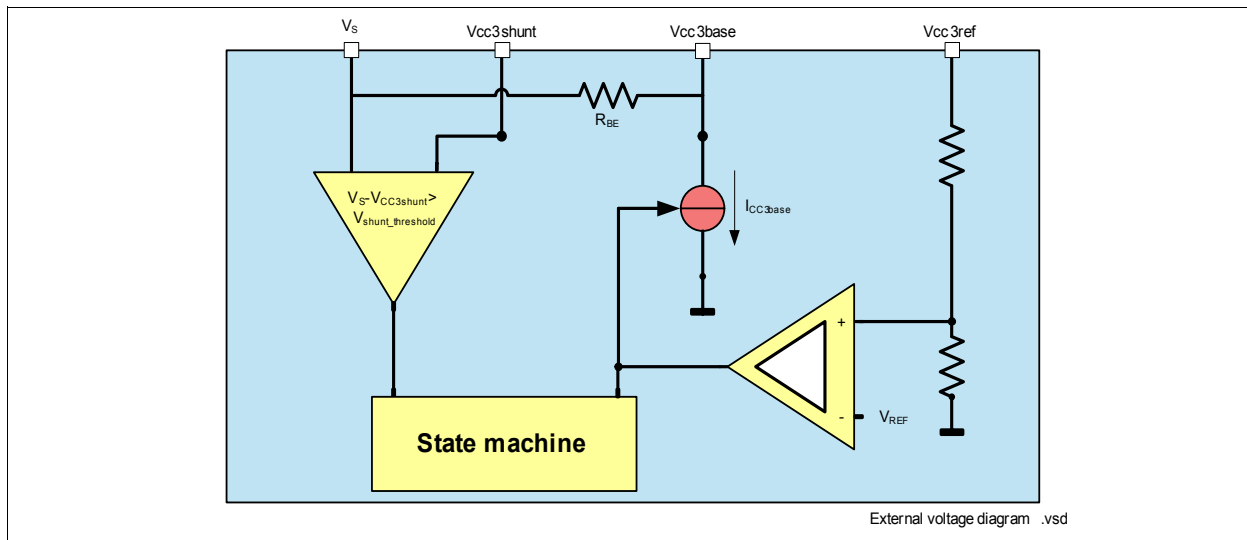 VS
Vcc3shunt
Vcc3base
Vcc3ref
RBE
VS-VCC3shunt>
Vshunt_threshold
ICC3base
+
-
VREF
State machine
External voltage diagram .vsd